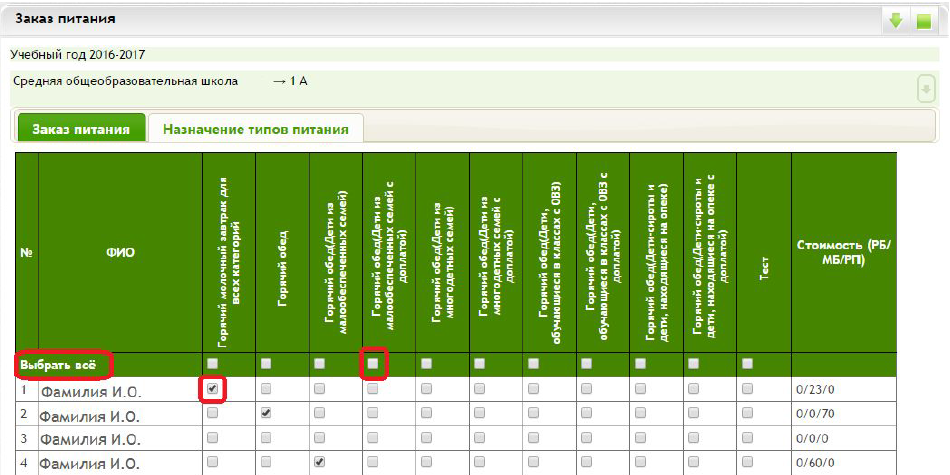 Заказ питания
Учебный год 2016-2017
Средняя общеобразовательная школа → 1 А
Заказ питания Назначение типов питания
№
ФИО
Горячий молочный завтрак для
всех категорий
Горячий обед
Горячий обед(Дети из
малообеспеченных семей)
Горячий обед(Дети из
малообеспеченных семей с
доплатой)
Горячий обед(Дети из
многодетных семей)
Горячий обед(Дети из
многодетных семей с
доплатой)
Горячий обед(Дети,
обучающиеся в классах с ОВЗ)
Горячий обед(Дети,
обучающиеся в классах с ОВЗ с
доплатой)
Горячий обед(Дети-сироты и
дети, находящиеся на опеке)
Горячий обед(Дети-сироты и
дети, находящиеся на опеке с
доплатой)
Тест
Стоимость (РБ/
МБ/РП)
Выбрать всё
1 Фамилия И.О. 0/23/0
2 Фамилия И.О. 0/0/70
3 Фамилия И.О. 0/0/0
4 Фамилия И.О. 0/60/0